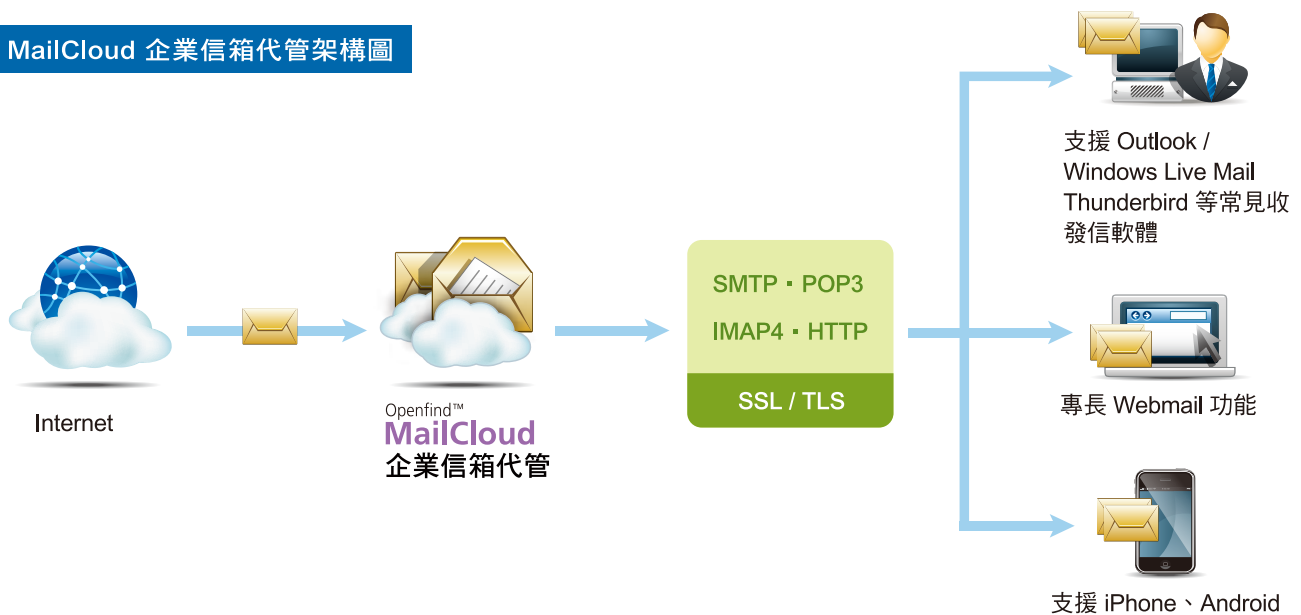 MailCloud 企業信箱代管架構圖
Internet
Openfind™
MailCloud
企業信箱代管
SMTP・POP3
IMAP4・HTTP
SSL / TLS
支援 Outlook /
Windows Live Mail
Thunderbird 等常見收
發信軟體
專長 Webmail 功能
支援 iPhone、Android